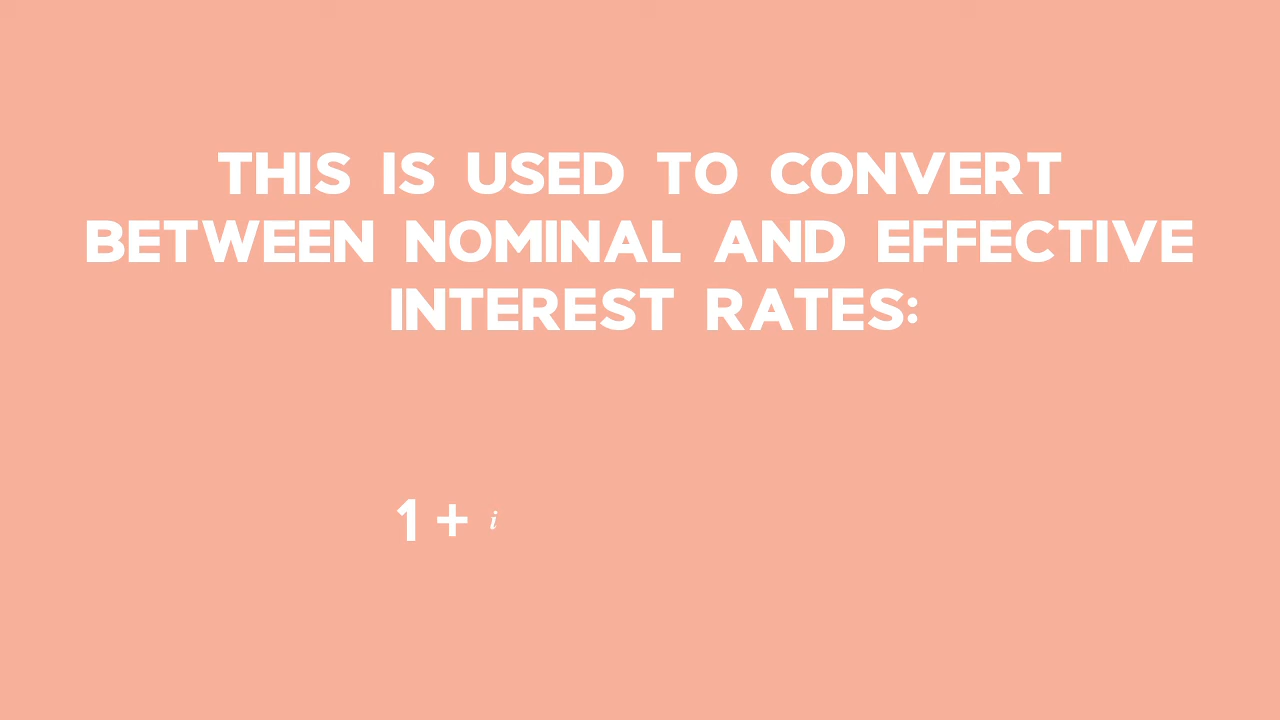 THIS IS USED TO CONVERT
BETWEEN NOMINAL AND EFFECTIVE
INTEREST RATES:
1 + i